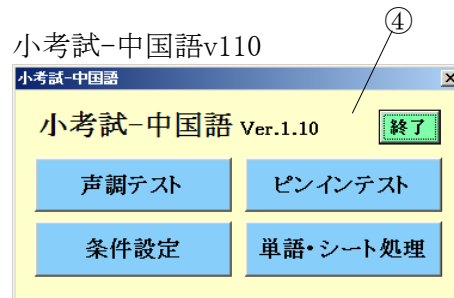 ④
小考試-中国語v110
小考試-中国語
小考試-中国語 Ver.1.10 終了
声調テスト ピンインテスト
条件設定 単語・シート処理